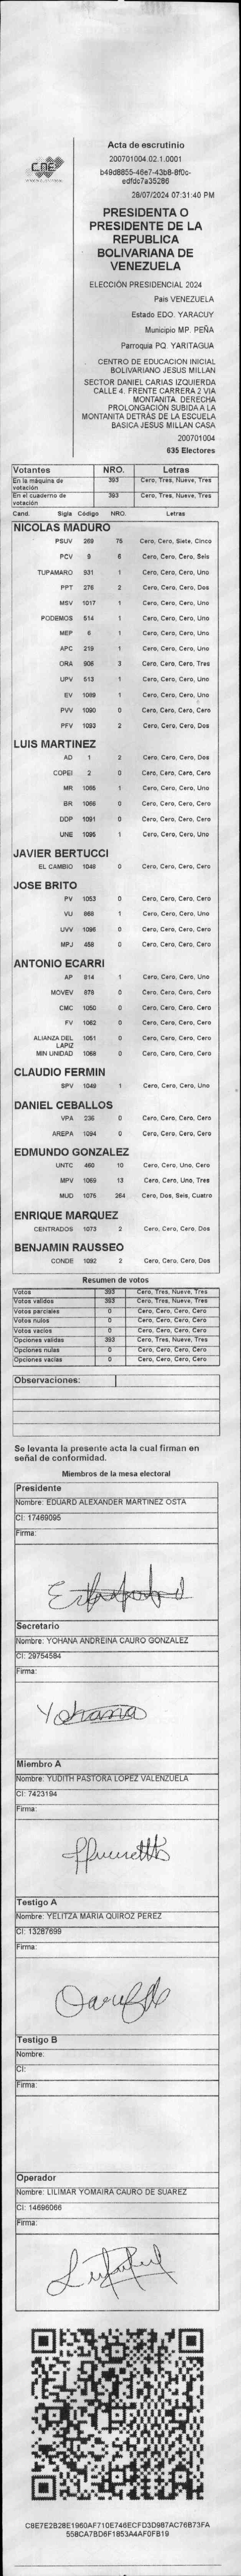 CNE
Acta de escrutinio
200701004.02.1.0001
b49d8655-46e7-43b8-8f0c-
edfdc7a35286
28/07/2024 07:31:40 PM
PRESIDENTA O
PRESIDENTE DE LA
REPUBLICA
BOLIVARIANA DE
VENEZUELA
ELECCIÓN PRESIDENCIAL 2024
Pais VENEZUELA
Estado EDO. YARACUY
Municipio MP. PEÑA
Parroquia PQ. YARITAGUA
CENTRO DE EDUCACION INICIAL
BOLIVARIANO JESUS MILLAN
SECTOR DANIEL CARIAS IZQUIERDA
CALLE 4. FRENTE CARRERA 2 VIA
MONTAÑITA. DERECHA
PROLONGACIÓN SUBIDA A LA
MONTAÑITA DETRÁS DE LA ESCUELA
BASICA JESUS MILLAN CASA
200701004
635 Electores
Votantes NRO. Letras
En la máquina de votación 393 Cero, Tres, Nueve, Tres
En el cuaderno de votación 393 Cero, Tres, Nueve, Tres
Cand. Sigla Código NRO. Letras
NICOLAS MADURO
PSUV 269 75 Cero, Cero, Siete, Cinco
PCV 9 6 Cero, Cero, Cero, Seis
TUPAMARO 931 1 Cero, Cero, Cero, Uno
PPT 276 2 Cero, Cero, Cero, Dos
MSV 1017 1 Cero, Cero, Cero, Uno
PODEMOS 514 1 Cero, Cero, Cero, Uno
MEP 6 1 Cero, Cero, Cero, Uno
APC 219 1 Cero, Cero, Cero, Uno
ORA 906 3 Cero, Cero, Cero, Tres
UPV 513 1 Cero, Cero, Cero, Uno
EV 1089 1 Cero, Cero, Cero, Uno
PVV 1090 0 Cero, Cero, Cero, Cero
PFV 1093 2 Cero, Cero, Cero, Dos
LUIS MARTINEZ
AD 1 2 Cero, Cero, Cero, Dos
COPEI 2 0 Cero, Cero, Cero, Cero
MR 1065 1 Cero, Cero, Cero, Uno
BR 1066 0 Cero, Cero, Cero, Cero
DDP 1091 0 Cero, Cero, Cero, Cero
UNE 1095 1 Cero, Cero, Cero, Uno
JAVIER BERTUCCI
EL CAMBIO 1048 0 Cero, Cero, Cero, Cero
JOSE BRITO
PV 1053 0 Cero, Cero, Cero, Cero
VU 868 1 Cero, Cero, Cero, Uno
UVV 1096 0 Cero, Cero, Cero, Cero
MPJ 458 0 Cero, Cero, Cero, Cero
ANTONIO ECARRI
AP 914 1 Cero, Cero, Cero, Uno
MOVEV 879 0 Cero, Cero, Cero, Cero
CMC 1050 0 Cero, Cero, Cero, Cero
FV 1062 0 Cero, Cero, Cero, Cero
ALIANZA DEL LAPIZ 1051 0 Cero, Cero, Cero, Cero
MIN UNIDAD 1068 0 Cero, Cero, Cero, Cero
CLAUDIO FERMIN
SPV 1049 1 Cero, Cero, Cero, Uno
DANIEL CEBALLOS
VPA 236 0 Cero, Cero, Cero, Cero
AREPA 1094 0 Cero, Cero, Cero, Cero
EDMUNDO GONZALEZ
UNTC 460 10 Cero, Cero, Uno, Cero
MPV 1069 13 Cero, Cero, Uno, Tres
MUD 1075 264 Cero, Dos, Seis, Cuatro
ENRIQUE MARQUEZ
CENTRADOS 1073 2 Cero, Cero, Cero, Dos
BENJAMIN RAUSSEO
CONDE 1092 2 Cero, Cero, Cero, Dos
Resumen de votos
Votos 393 Cero, Tres, Nueve, Tres
Votos validos 393 Cero, Tres, Nueve, Tres
Votos parciales 0 Cero, Cero, Cero, Cero
Votos nulos 0 Cero, Cero, Cero, Cero
Votos vacios 0 Cero, Cero, Cero, Cero
Opciones validas 393 Cero, Tres, Nueve, Tres
Opciones nulas 0 Cero, Cero, Cero, Cero
Opciones vacias 0 Cero, Cero, Cero, Cero
Observaciones:
Se levanta la presente acta la cual firman en
señal de conformidad.
Miembros de la mesa electoral
Presidente
Nombre: EDUARD ALEXANDER MARTINEZ OSTA
CI: 17469095
Firma:
Secretario
Nombre: YOHANA ANDREINA CAURO GONZALEZ
CI: 29754584
Firma:
Yohana
Miembro A
Nombre: YUDITH PASTORA LOPEZ VALENZUELA
CI: 7423194
Firma:
Testigo A
Nombre: YELITZA MARIA QUIROZ PEREZ
CI: 13287699
Firma:
Testigo B
Nombre:
CI:
Firma:
Operador
Nombre: LILIMAR YOMAIRA CAURO DE SUAREZ
CI: 14696066
Firma:
C8E7E2B28E1960AF710E746ECFD3D987AC76B73FA
558CA7BD6F1853A4AF0FB19